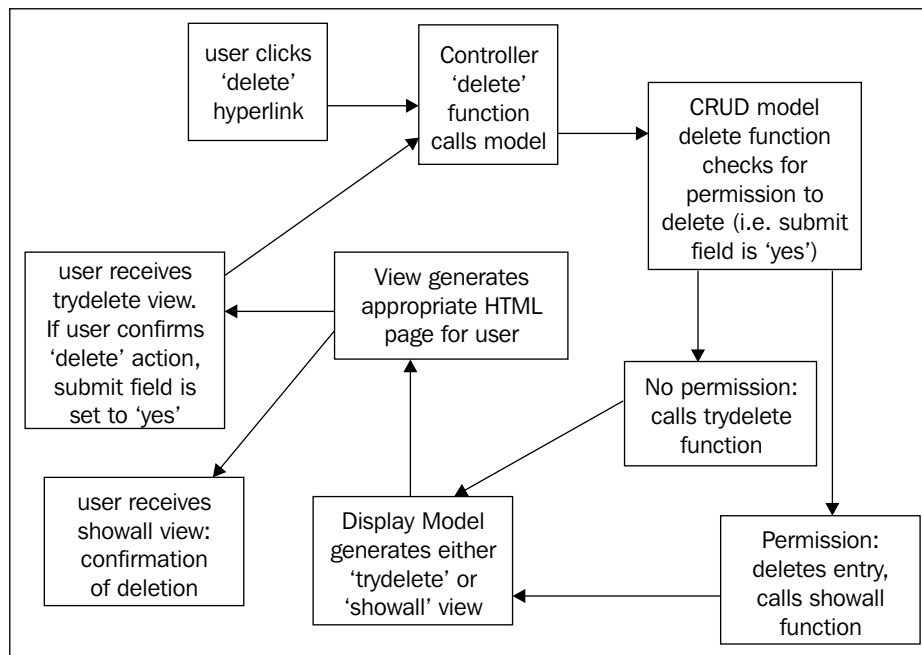 user clicks
‘delete’
hyperlink
Controller
‘delete’
function
calls model
CRUD model
delete function
checks for
permission to
delete (i.e. submit
field is ‘yes’)
user receives
trydelete view.
If user confirms
‘delete’ action,
submit field is
set to ‘yes’
View generates
appropriate HTML
page for user
No permission:
calls trydelete
function
user receives
showall view:
confirmation
of deletion
Display Model
generates either
‘trydelete’ or
‘showall’ view
Permission:
deletes entry,
calls showall
function